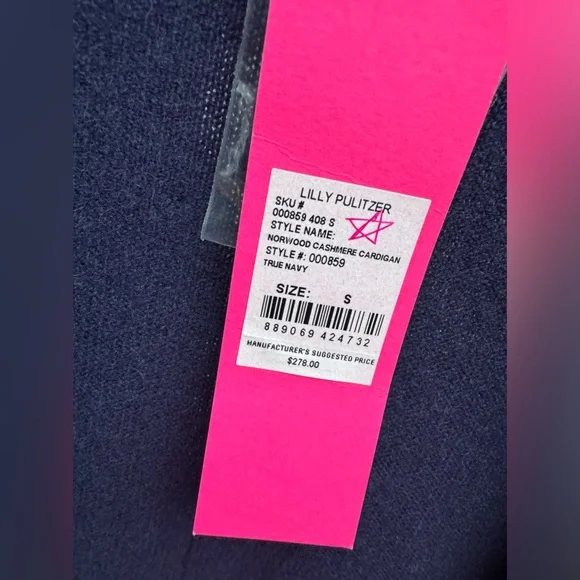 LILLY PULITZER
SKU #
000859 408 S
STYLE NAME:
NORWOOD CASHMERE CARDIGAN
STYLE #: 000859
TRUE NAVY
SIZE: S
889069 424732
MANUFACTURER'S SUGGESTED PRICE
$278.00